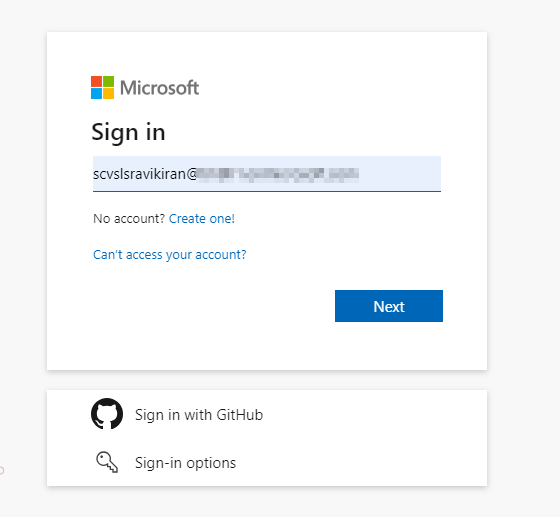 Microsoft
Sign in
scvslsravikiran@
No account? Create one!
Can't access your account?
Next
Sign in with GitHub
Sign-in options